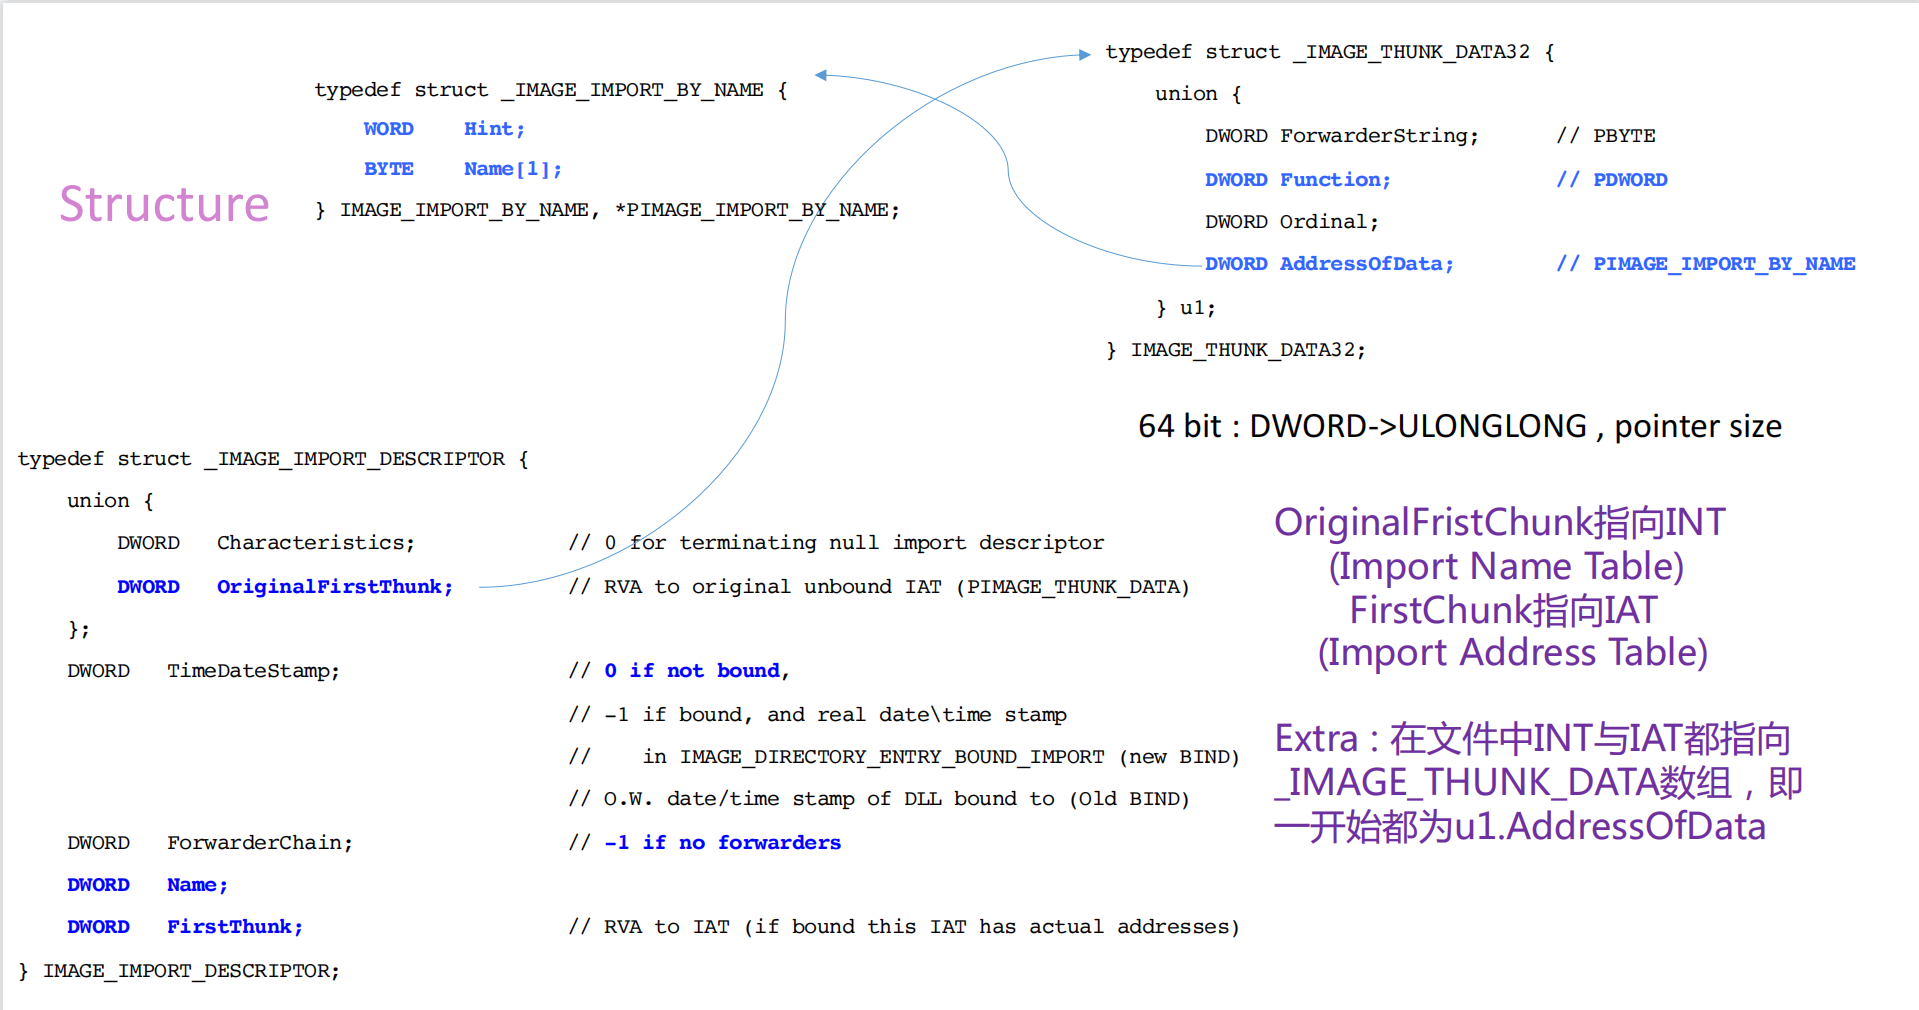 typedef struct _IMAGE_IMPORT_BY_NAME {
WORD Hint;
BYTE Name[1];
} IMAGE_IMPORT_BY_NAME, *PIMAGE_IMPORT_BY_NAME;
Structure
typedef struct _IMAGE_THUNK_DATA32 {
union {
DWORD ForwarderString; // PBYTE
DWORD Function; // PDWORD
DWORD Ordinal;
DWORD AddressOfData; // PIMAGE_IMPORT_BY_NAME
} u1;
} IMAGE_THUNK_DATA32;
64 bit : DWORD->ULONGLONG , pointer size
typedef struct _IMAGE_IMPORT_DESCRIPTOR {
union {
DWORD Characteristics; // 0 for terminating null import descriptor
DWORD OriginalFirstThunk; // RVA to original unbound IAT (PIMAGE_THUNK_DATA)
};
DWORD TimeDateStamp; // 0 if not bound,
// -1 if bound, and real date\time stamp
// in IMAGE_DIRECTORY_ENTRY_BOUND_IMPORT (new BIND)
// O.W. date/time stamp of DLL bound to (Old BIND)
DWORD ForwarderChain; // -1 if no forwarders
DWORD Name;
DWORD FirstThunk; // RVA to IAT (if bound this IAT has actual addresses)
} IMAGE_IMPORT_DESCRIPTOR;
OriginalFristChunk指向INT
(Import Name Table)
FirstChunk指向IAT
(Import Address Table)
Extra : 在文件中INT与IAT都指向
_IMAGE_THUNK_DATA数组，即
一开始都为u1.AddressOfData